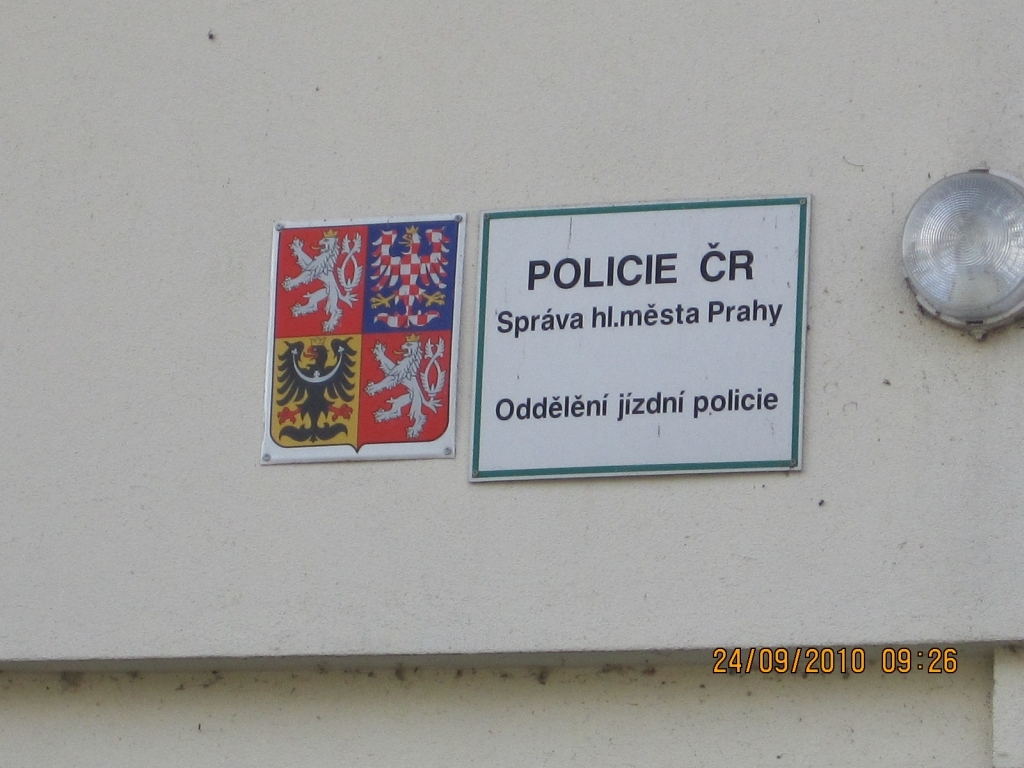 POLICIE ČR
Správa hl.města Prahy
Oddělění jízdní policie
24/09/2010 09:26